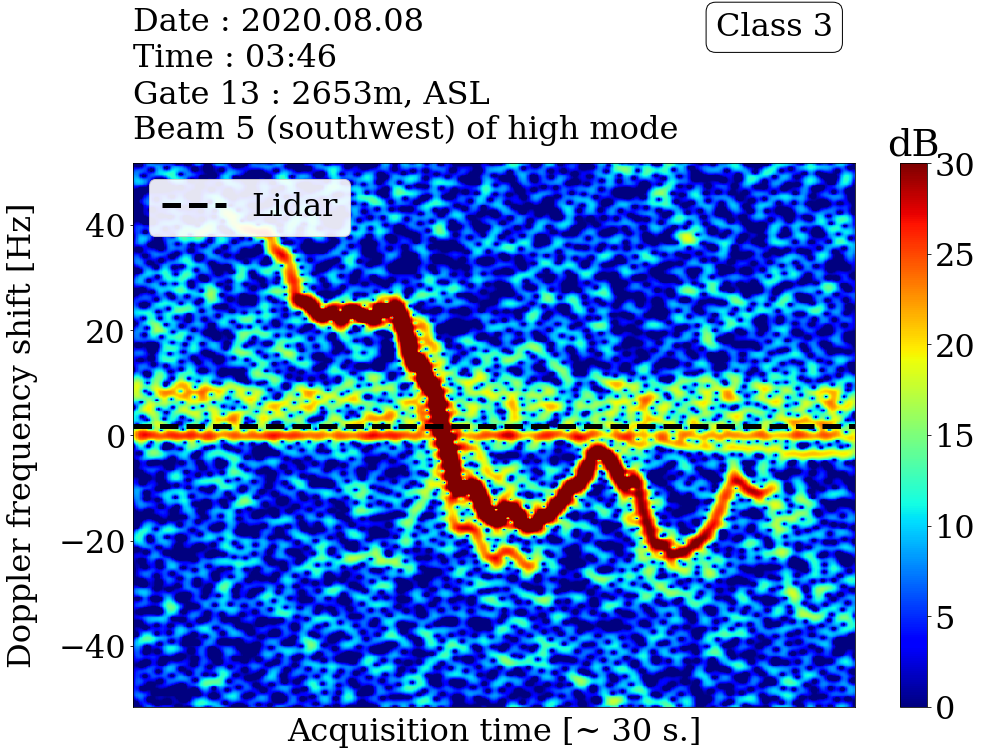 Date : 2020.08.08
Time : 03:46
Gate 13 : 2653m, ASL
Beam 5 (southwest) of high mode
Class 3
dB
Lidar
Doppler frequency shift [Hz]
40
20
0
−20
−40
Acquisition time [~ 30 s.]
30
25
20
15
10
5
0